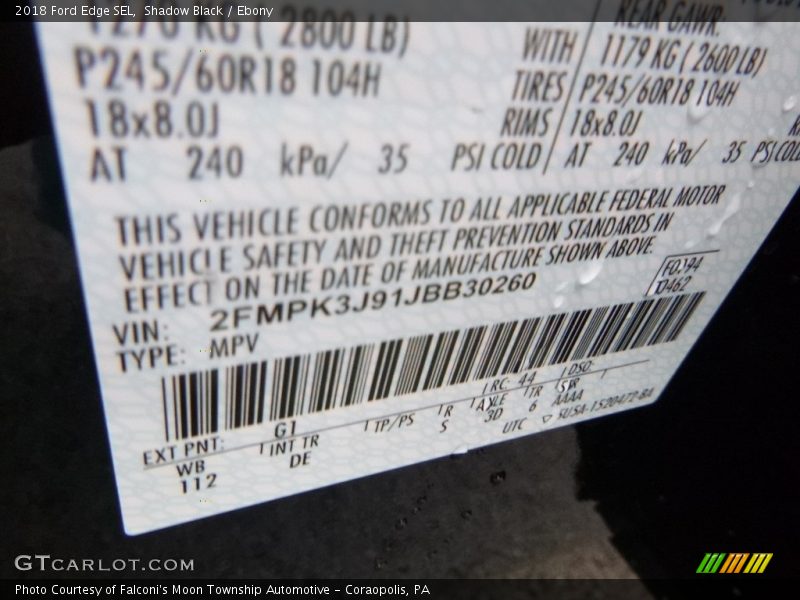 2018 Ford Edge SEL, Shadow Black / Ebony
1270 KG ( 2800 LB)
P245/60R18 104H
18x8.0J
AT 240 kPa/ 35 PSI COLD
WITH
TIRES
RIMS
REAR GAWR:
1179 KG ( 2600 LB)
P245/60R18 104H
18x8.0J
AT 240 kPa/ 35 PSI COLD
THIS VEHICLE CONFORMS TO ALL APPLICABLE FEDERAL MOTOR
VEHICLE SAFETY AND THEFT PREVENTION STANDARDS IN
EFFECT ON THE DATE OF MANUFACTURE SHOWN ABOVE.
VIN: 2FMPK3J91JBB30260
TYPE: MPV
RC: 44 DSO:
EXT PNT: G1
WB INT TR TP/PS R AXLE TR SPR
112 DE S 3D 6 AAAA
UTC SUSA-1520472-BA
GTCARLOT.COM
Photo Courtesy of Falconi's Moon Township Automotive – Coraopolis, PA